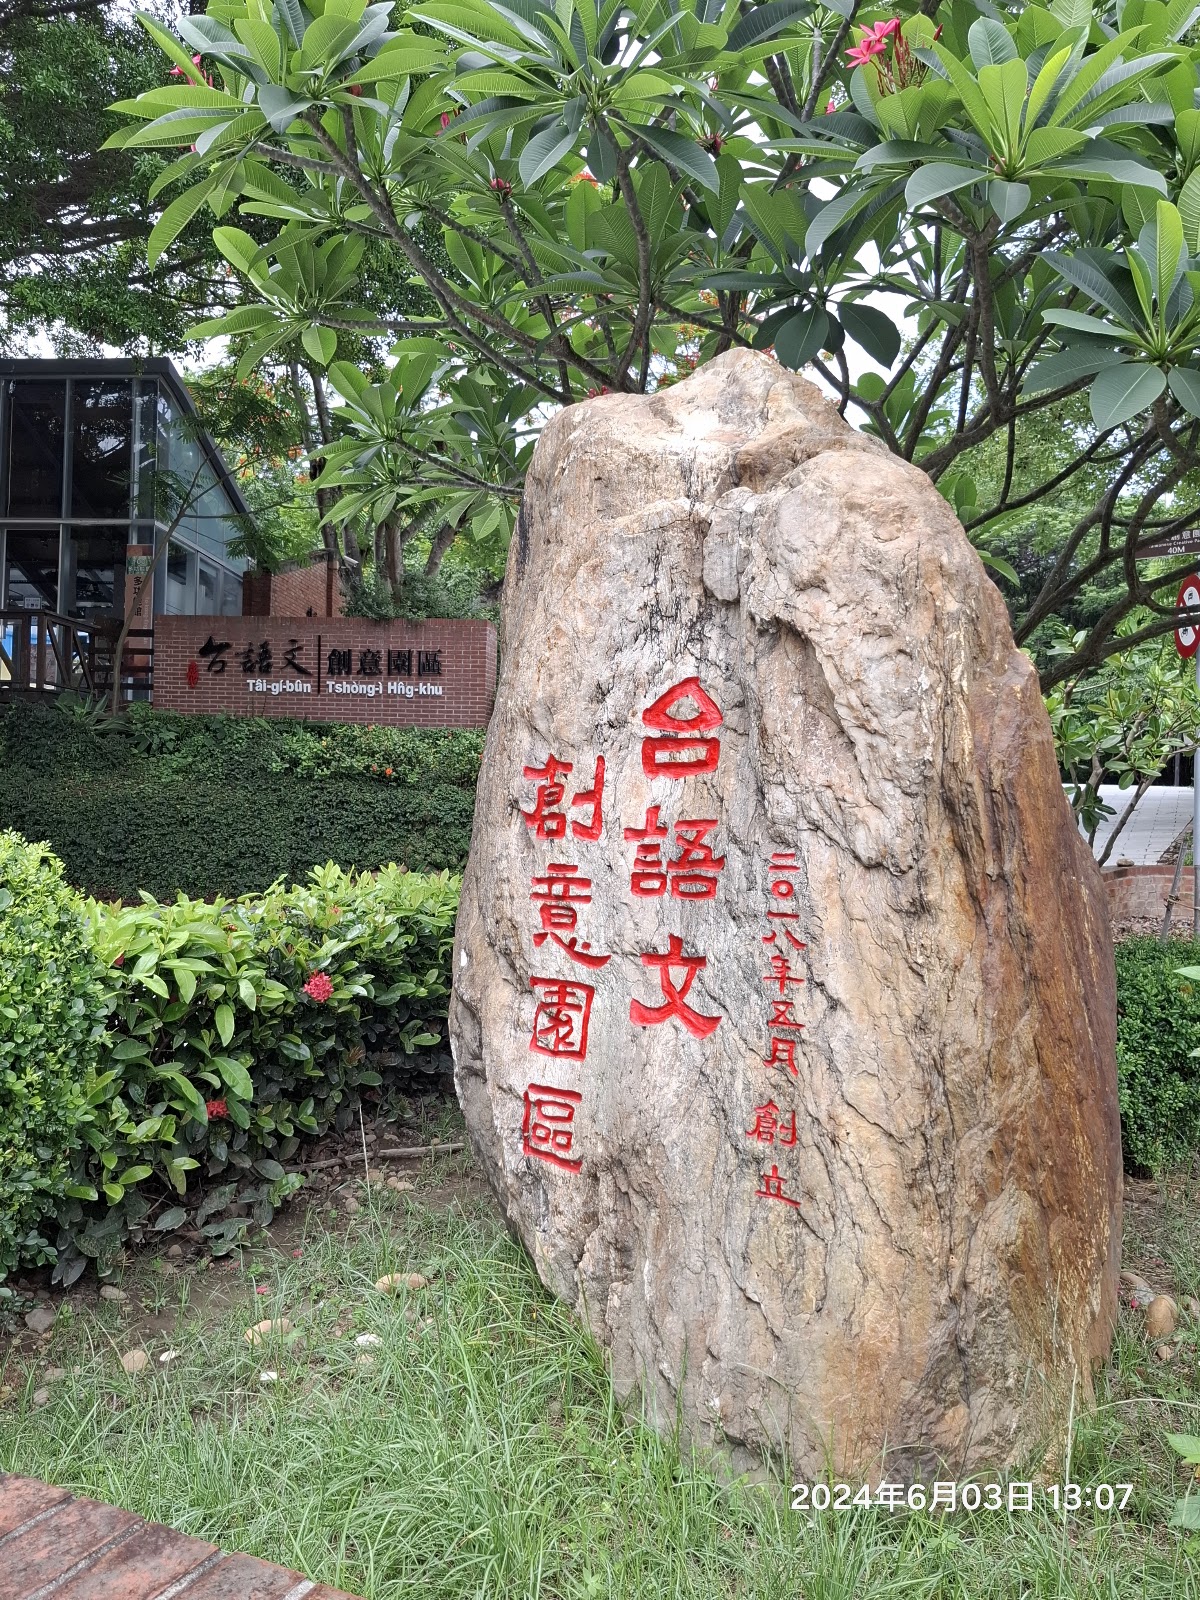 台語文
創意園區
二〇一八年五月 創立
台語文 創意園區
Tâi-gí-bûn Tshòng-ì Hn̂g-khu
40M
2024年6月03日 13:07